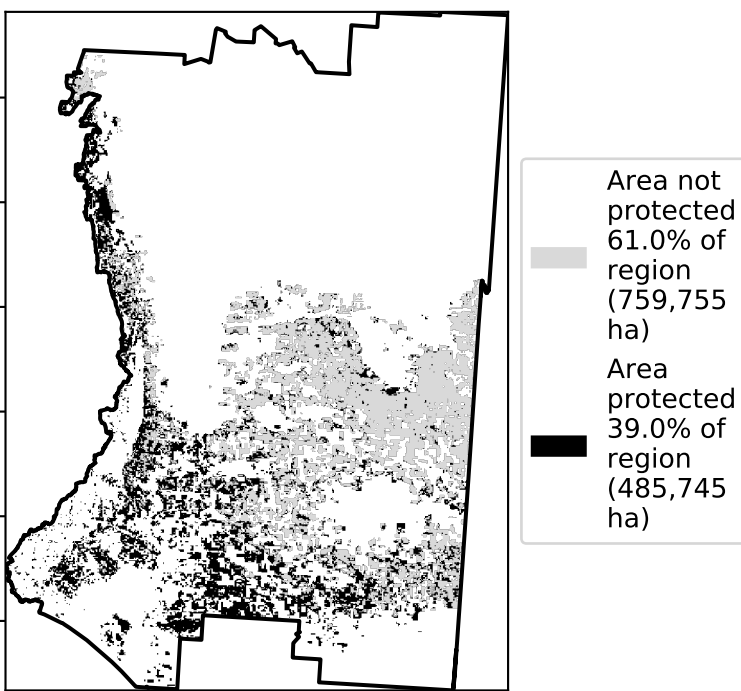 Area not
protected
61.0% of
region
(759,755
ha)
Area
protected
39.0% of
region
(485,745
ha)